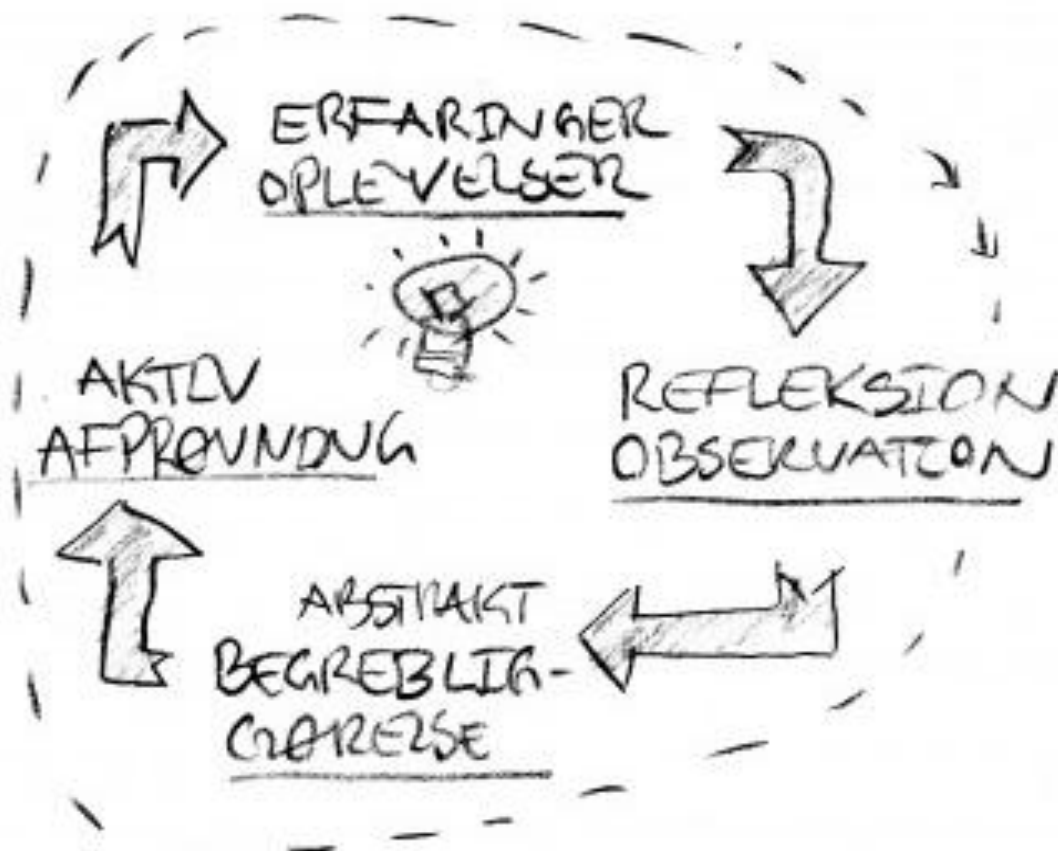 ERFARINGER
OPLEVELSER
REFLEKSION
OBSERVATION
ABSTRAKT
BEGREBLIG-
GØRELSE
AKTIV
AFPRØVNING